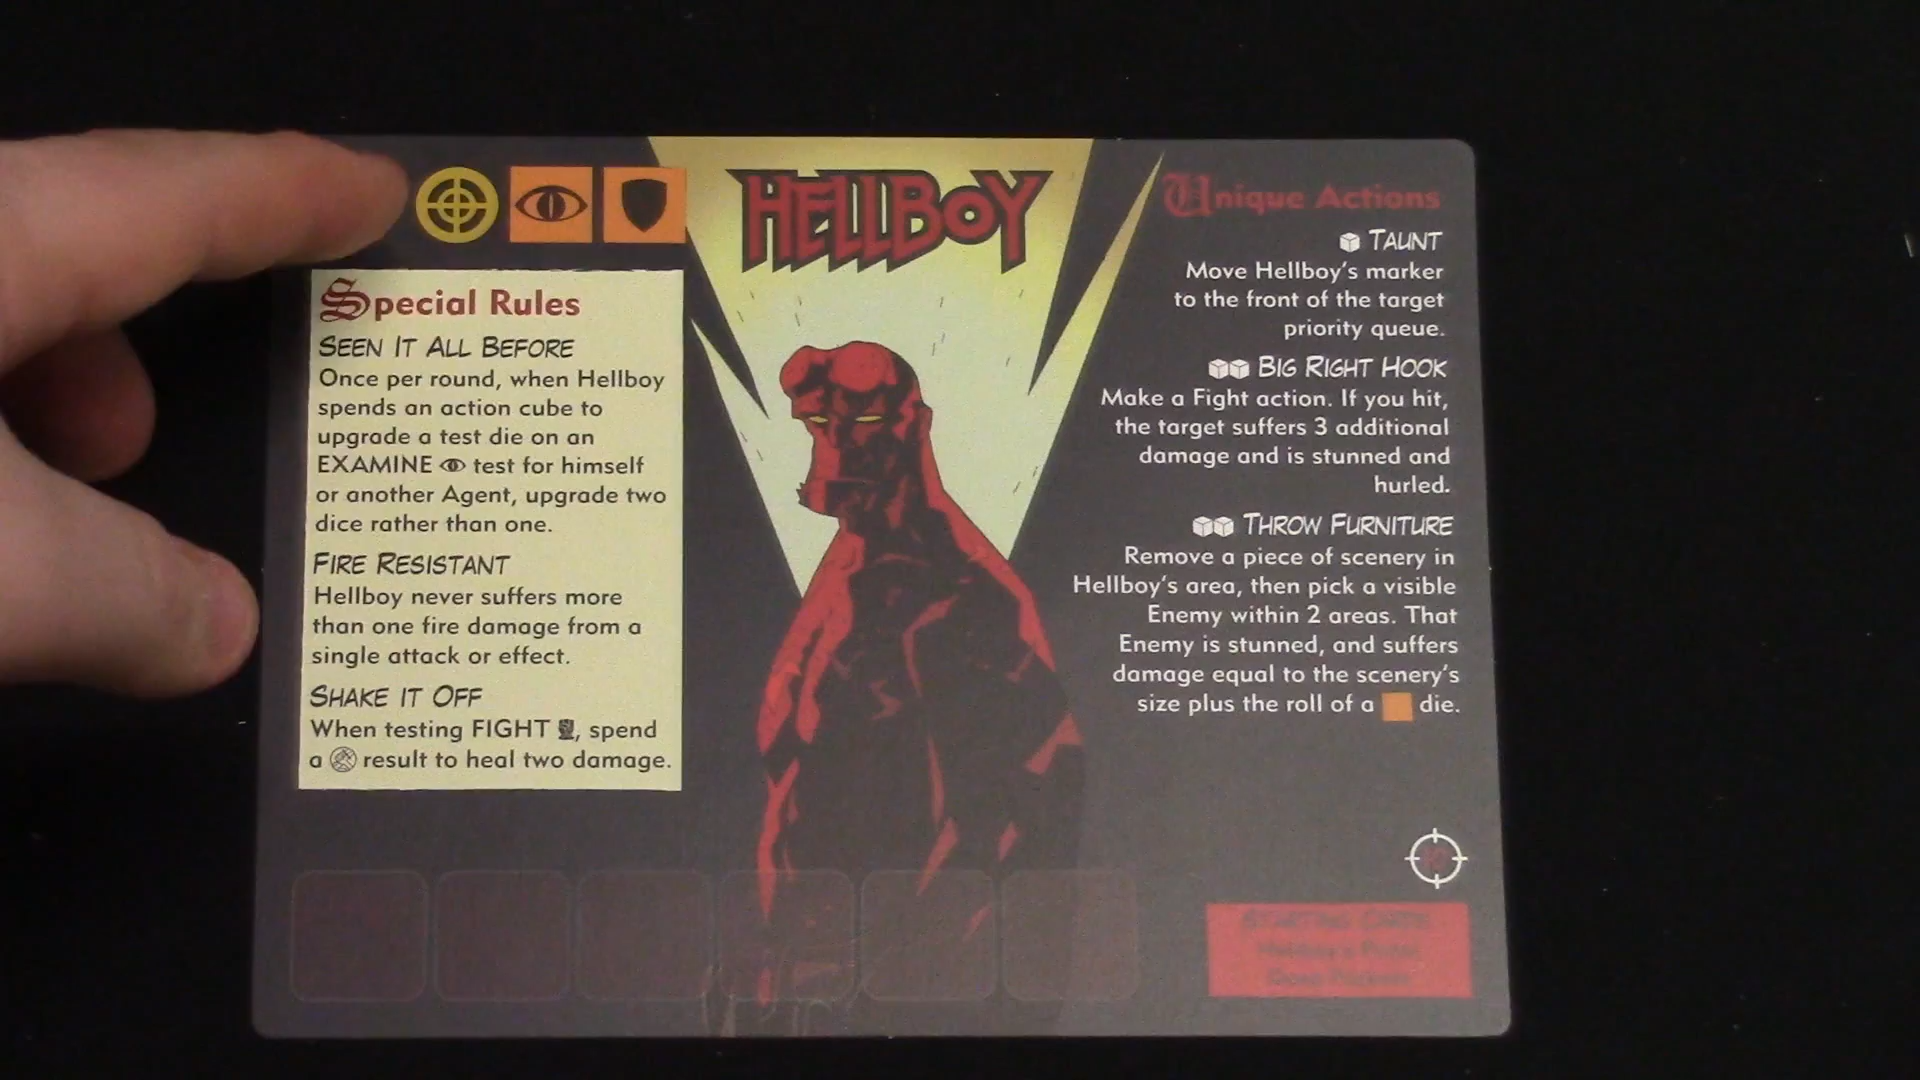 HELLBOY
Special Rules
SEEN IT ALL BEFORE
Once per round, when Hellboy
spends an action cube to
upgrade a test die on an
EXAMINE test for himself
or another Agent, upgrade two
dice rather than one.
FIRE RESISTANT
Hellboy never suffers more
than one fire damage from a
single attack or effect.
SHAKE IT OFF
When testing FIGHT , spend
a result to heal two damage.
Unique Actions
TAUNT
Move Hellboy's marker
to the front of the target
priority queue.
BIG RIGHT HOOK
Make a Fight action. If you hit,
the target suffers 3 additional
damage and is stunned and
hurled.
THROW FURNITURE
Remove a piece of scenery in
Hellboy's area, then pick a visible
Enemy within 2 areas. That
Enemy is stunned, and suffers
damage equal to the scenery's
size plus the roll of a die.